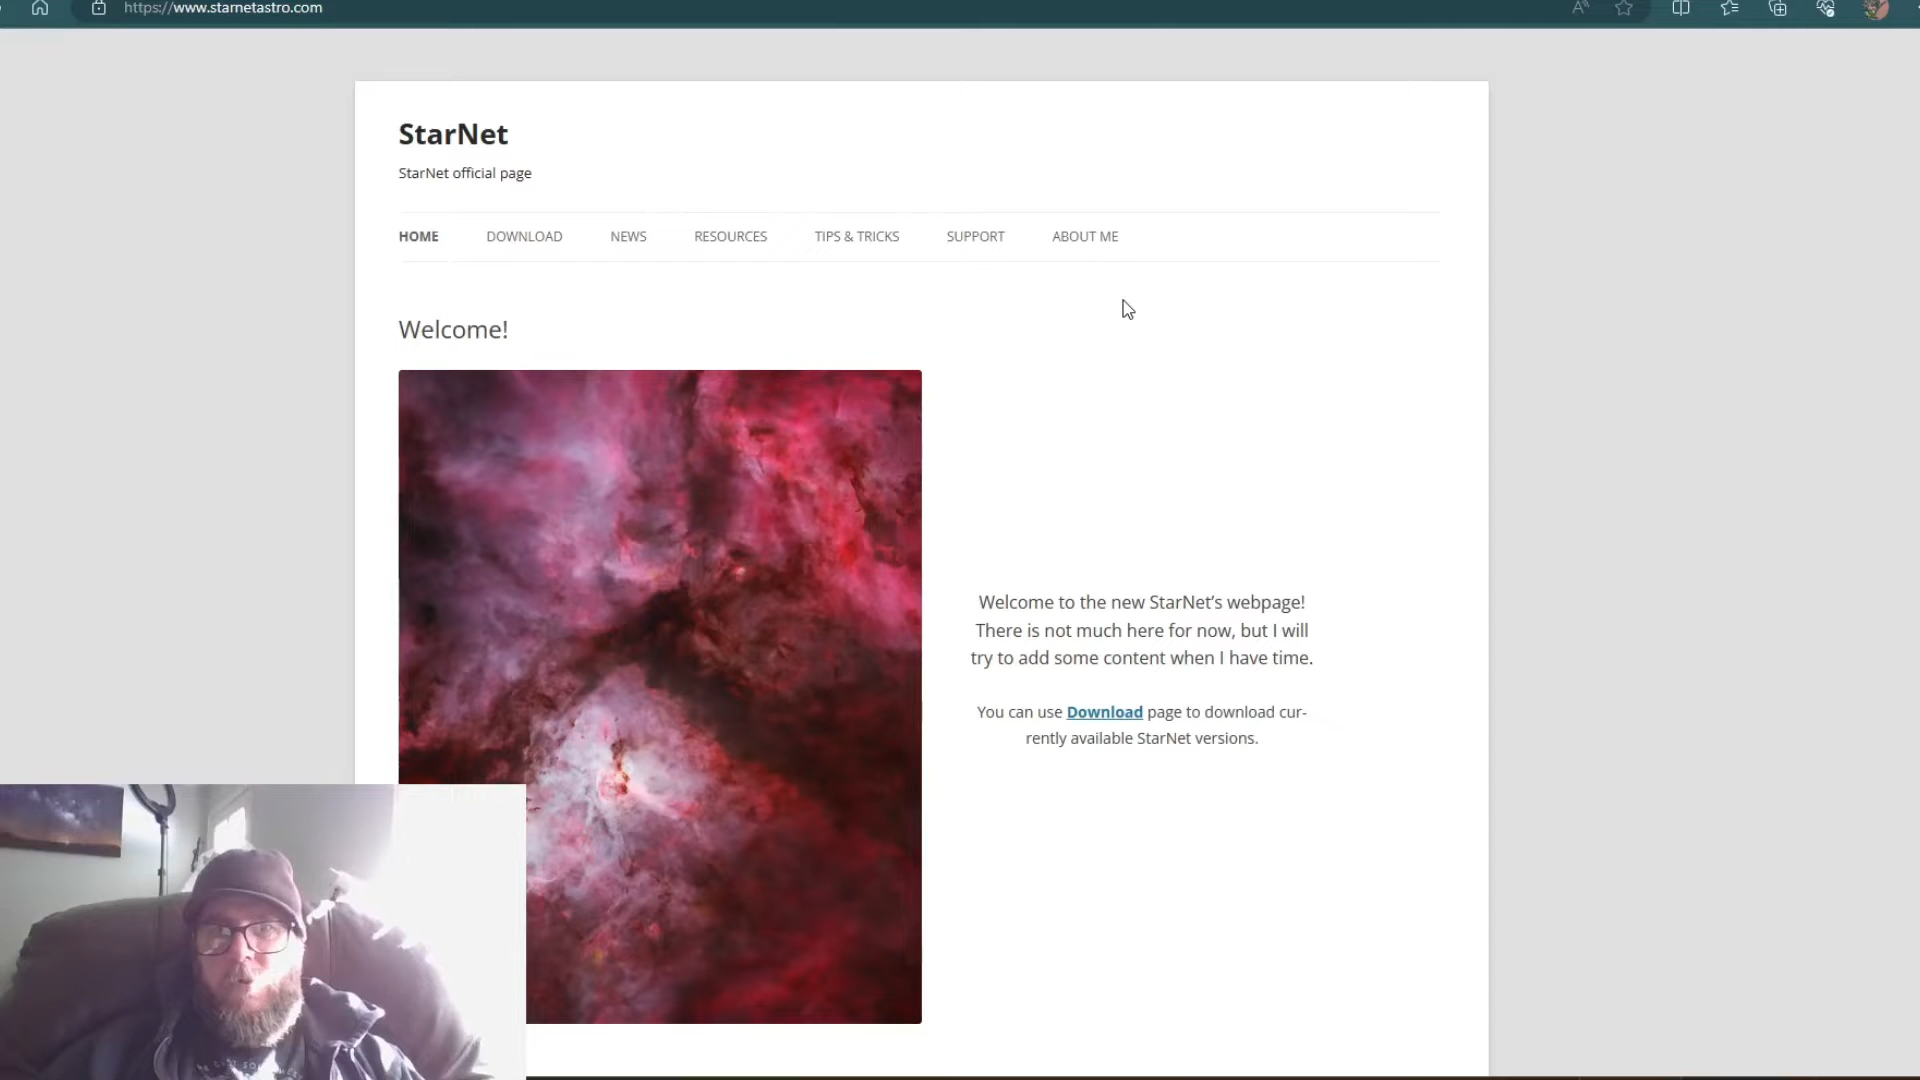 https://www.starnetastro.com
StarNet
StarNet official page
HOME DOWNLOAD NEWS RESOURCES TIPS & TRICKS SUPPORT ABOUT ME
Welcome!
Welcome to the new StarNet’s webpage!
There is not much here for now, but I will
try to add some content when I have time.
You can use Download page to download cur-
rently available StarNet versions.